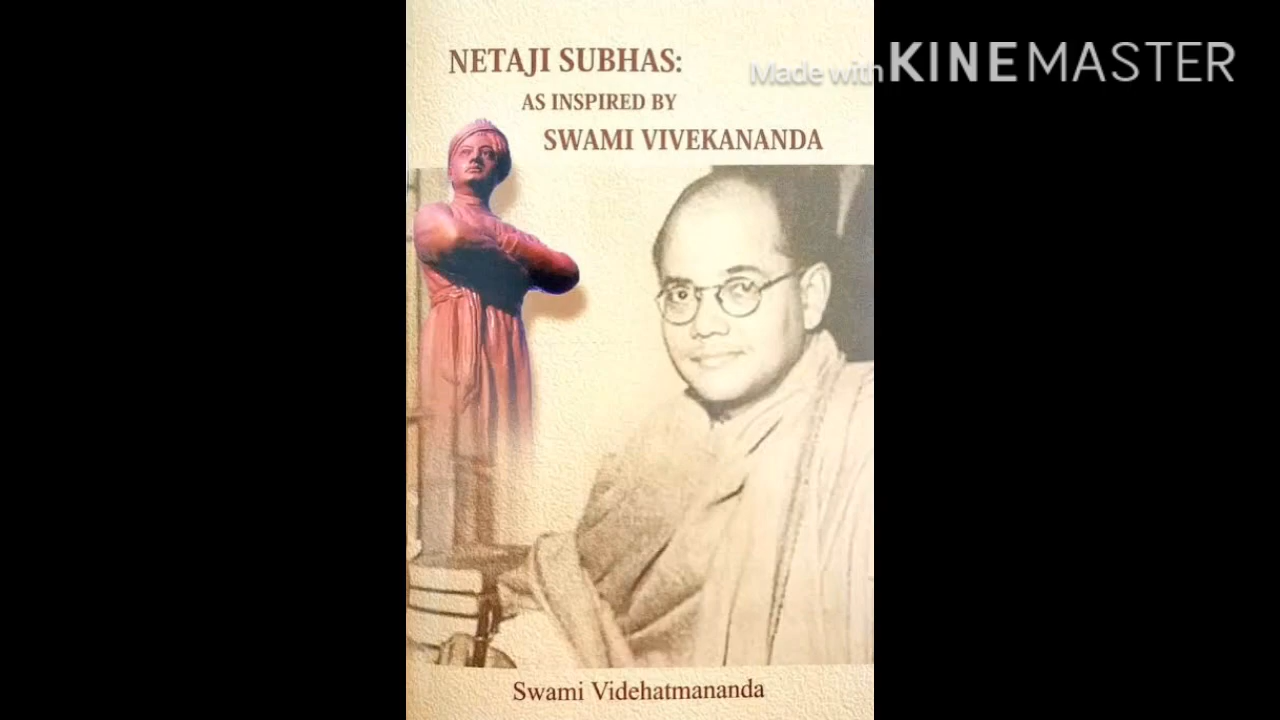 NETAJI SUBHAS:
AS INSPIRED BY
SWAMI VIVEKANANDA
Made with KINEMASTER
Swami Videhatmananda